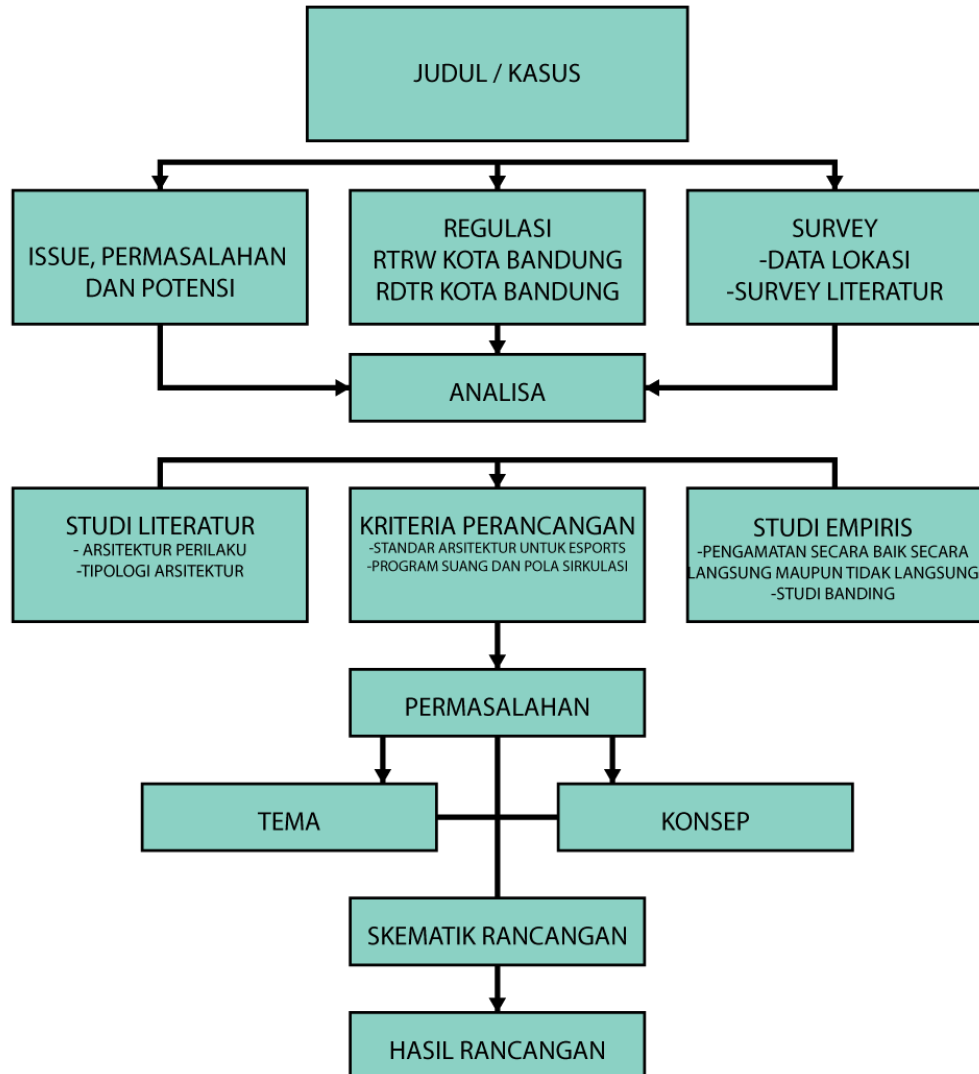 JUDUL / KASUS
ISSUE, PERMASALAHAN
DAN POTENSI
REGULASI
RTRW KOTA BANDUNG
RDTR KOTA BANDUNG
SURVEY
-DATA LOKASI
-SURVEY LITERATUR
ANALISA
STUDI LITERATUR
- ARSITEKTUR PERILAKU
-TIPOLOGI ARSITEKTUR
KRITERIA PERANCANGAN
-STANDAR ARSITEKTUR UNTUK ESPORTS
-PROGRAM SUANG DAN POLA SIRKULASI
STUDI EMPIRIS
-PENGAMATAN SECARA BAIK SECARA
LANGSUNG MAUPUN TIDAK LANGSUNG
-STUDI BANDING
PERMASALAHAN
TEMA
KONSEP
SKEMATIK RANCANGAN
HASIL RANCANGAN